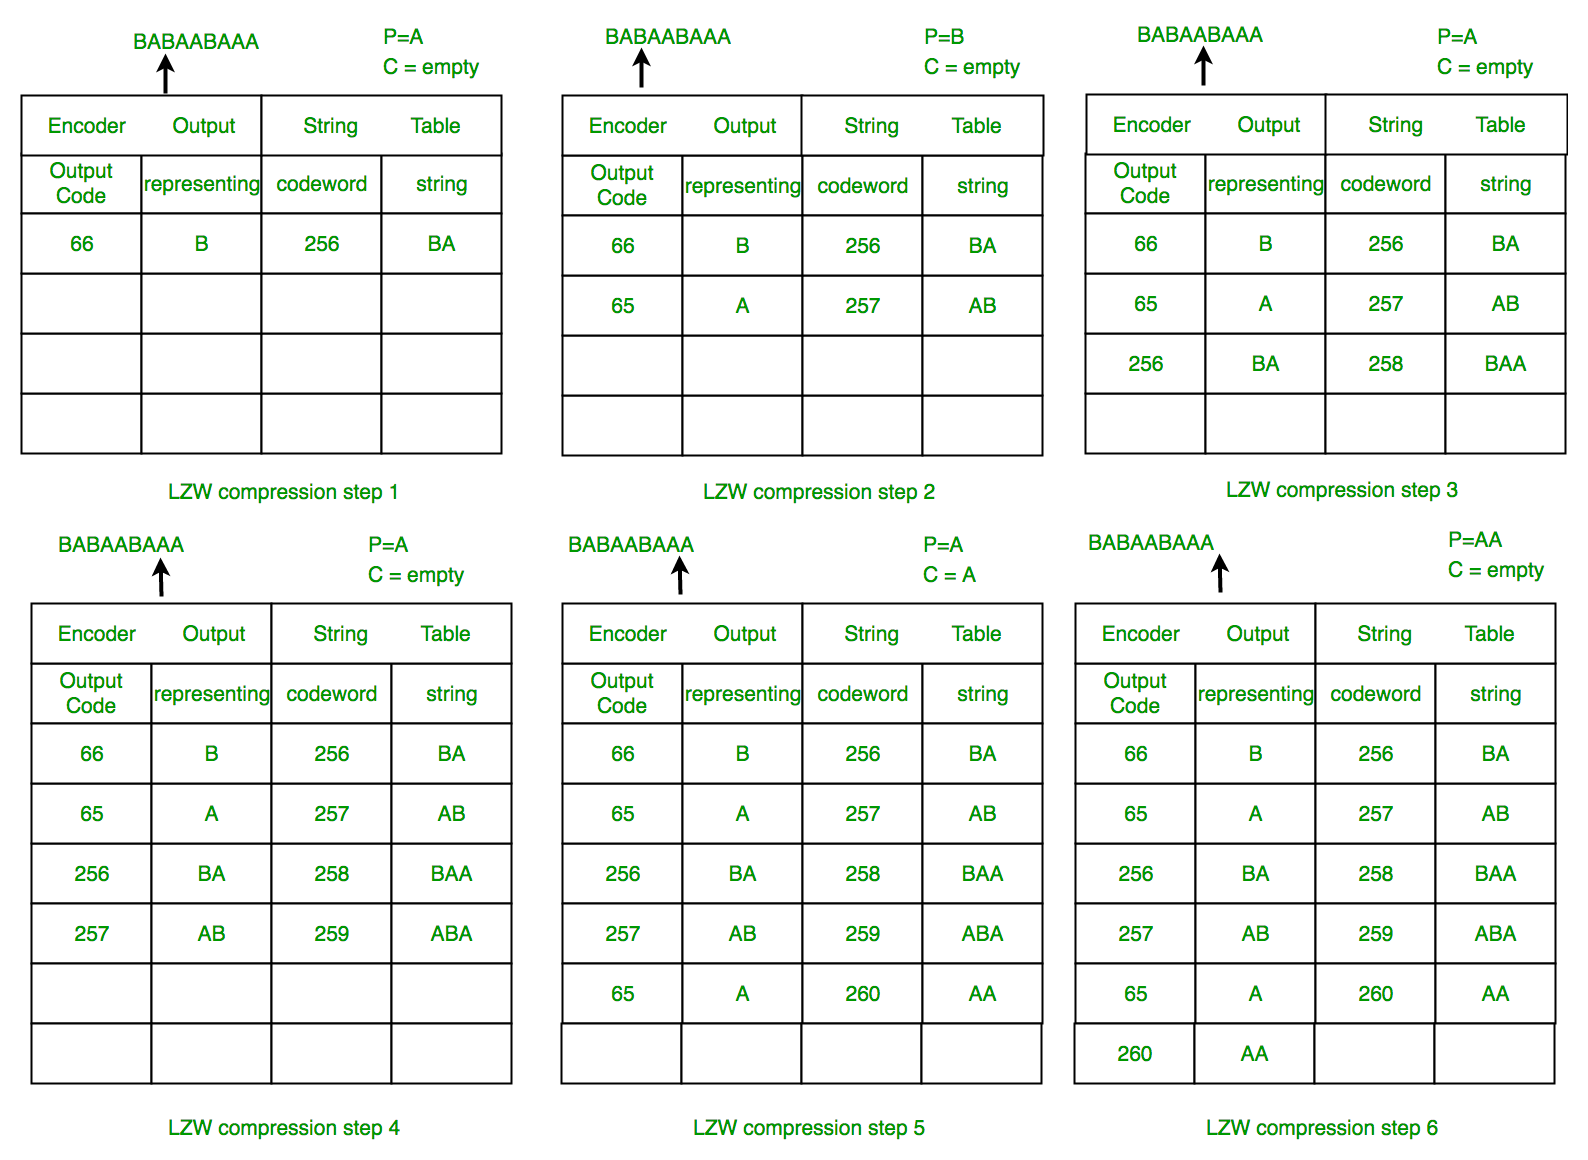 BABAABAAA P=A
C = empty
Encoder Output String Table
Output Code representing codeword string
66 B 256 BA
LZW compression step 1
BABAABAAA P=B
C = empty
Encoder Output String Table
Output Code representing codeword string
66 B 256 BA
65 A 257 AB
LZW compression step 2
BABAABAAA P=A
C = empty
Encoder Output String Table
Output Code representing codeword string
66 B 256 BA
65 A 257 AB
256 BA 258 BAA
LZW compression step 3
BABAABAAA P=A
C = empty
Encoder Output String Table
Output Code representing codeword string
66 B 256 BA
65 A 257 AB
256 BA 258 BAA
257 AB 259 ABA
LZW compression step 4
BABAABAAA P=A
C = A
Encoder Output String Table
Output Code representing codeword string
66 B 256 BA
65 A 257 AB
256 BA 258 BAA
257 AB 259 ABA
65 A 260 AA
LZW compression step 5
BABAABAAA P=AA
C = empty
Encoder Output String Table
Output Code representing codeword string
66 B 256 BA
65 A 257 AB
256 BA 258 BAA
257 AB 259 ABA
65 A 260 AA
260 AA
LZW compression step 6